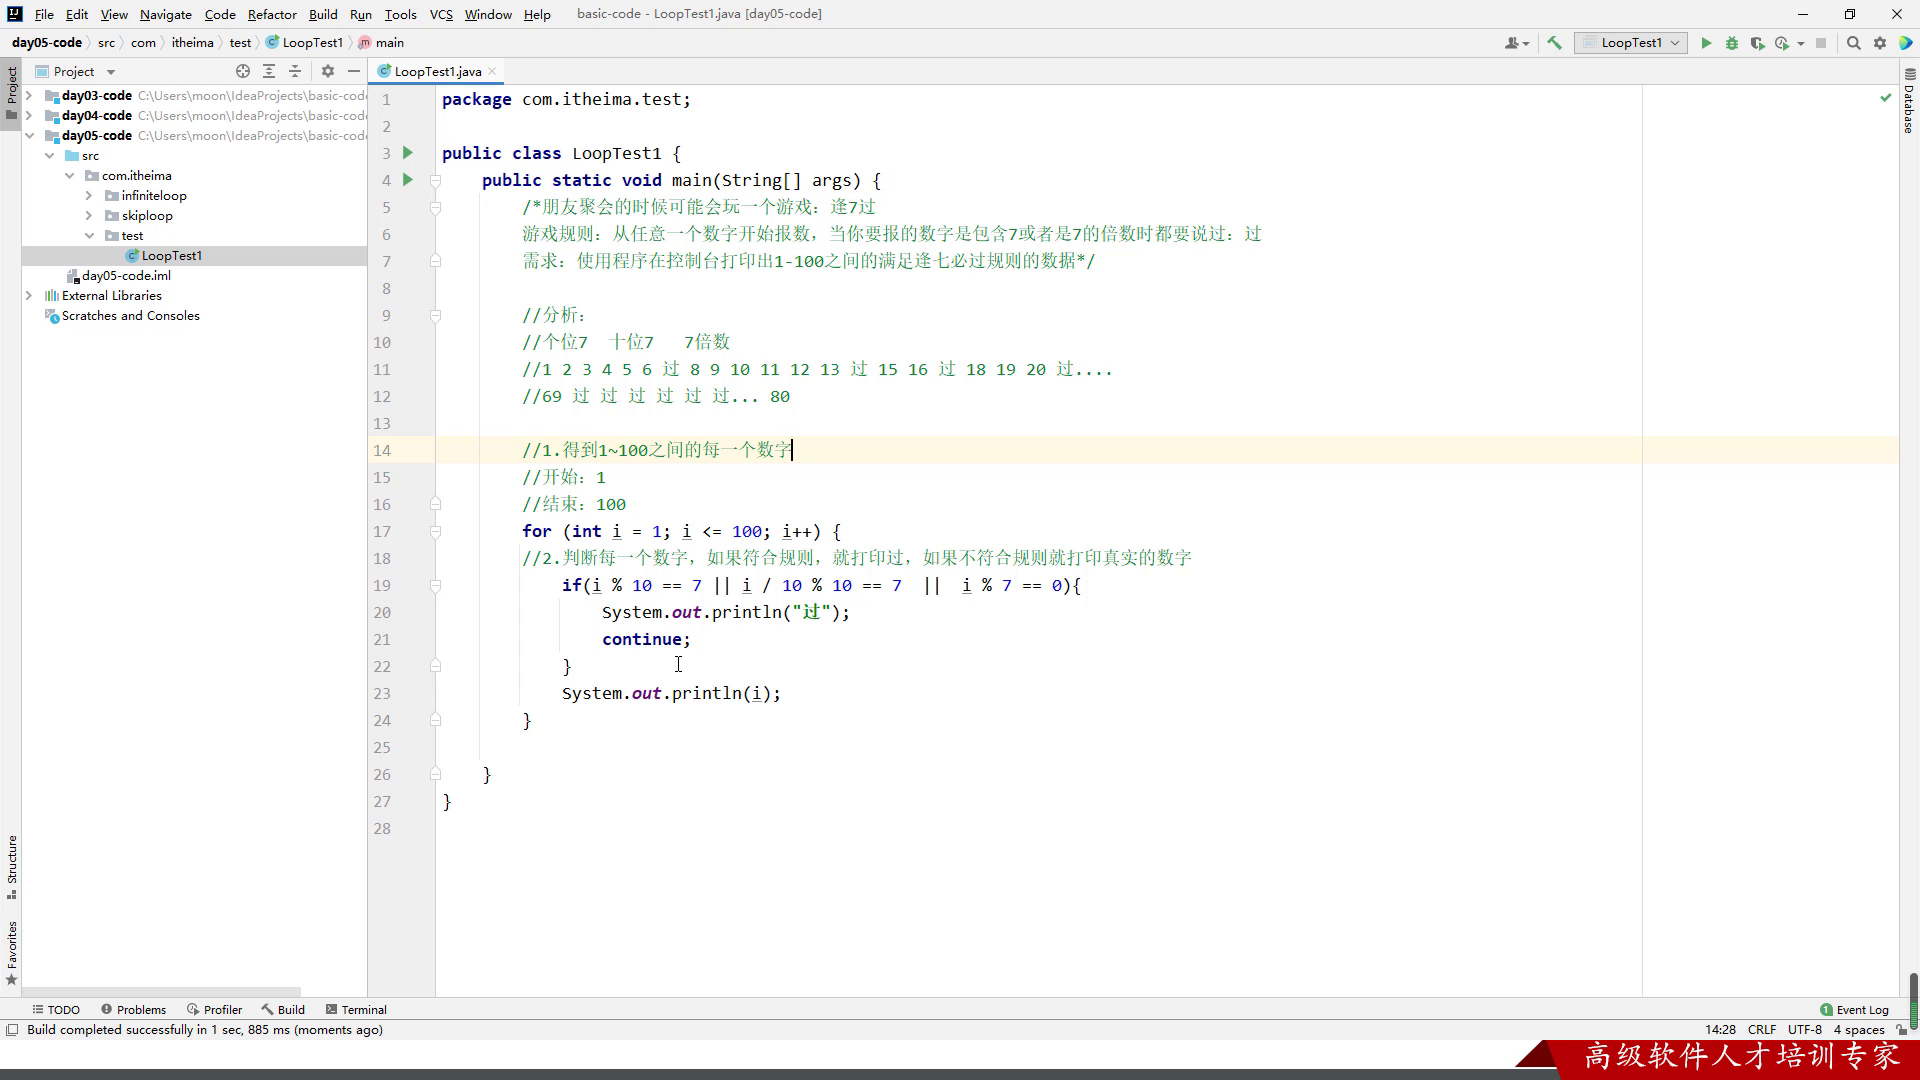 File Edit View Navigate Code Refactor Build Run Tools VCS Window Help basic-code - LoopTest1.java [day05-code]
day05-code src com itheima test LoopTest1 main LoopTest1
Project
LoopTest1.java
day03-code C:\Users\moon\IdeaProjects\basic-code
day04-code C:\Users\moon\IdeaProjects\basic-code
day05-code C:\Users\moon\IdeaProjects\basic-code
src
com.itheima
infiniteloop
skiploop
test
LoopTest1
day05-code.iml
External Libraries
Scratches and Consoles
1 package com.itheima.test;
2
3 public class LoopTest1 {
4 public static void main(String[] args) {
5 /*朋友聚会的时候可能会玩一个游戏：逢7过
6 游戏规则：从任意一个数字开始报数，当你要报的数字是包含7或者是7的倍数时都要说过：过
7 需求：使用程序在控制台打印出1-100之间的满足逢七必过规则的数据*/
8
9 //分析：
10 //个位7 十位7 7倍数
11 //1 2 3 4 5 6 过 8 9 10 11 12 13 过 15 16 过 18 19 20 过....
12 //69 过 过 过 过 过 过... 80
13
14 //1.得到1~100之间的每一个数字
15 //开始：1
16 //结束：100
17 for (int i = 1; i <= 100; i++) {
18 //2.判断每一个数字，如果符合规则，就打印过，如果不符合规则就打印真实的数字
19 if(i % 10 == 7 || i / 10 % 10 == 7 || i % 7 == 0){
20 System.out.println("过");
21 continue;
22 }
23 System.out.println(i);
24 }
25
26 }
27 }
28
Project
Structure
Favorites
Database
TODO Problems Profiler Build Terminal 1 Event Log
Build completed successfully in 1 sec, 885 ms (moments ago) 14:28 CRLF UTF-8 4 spaces
高级软件人才培训专家